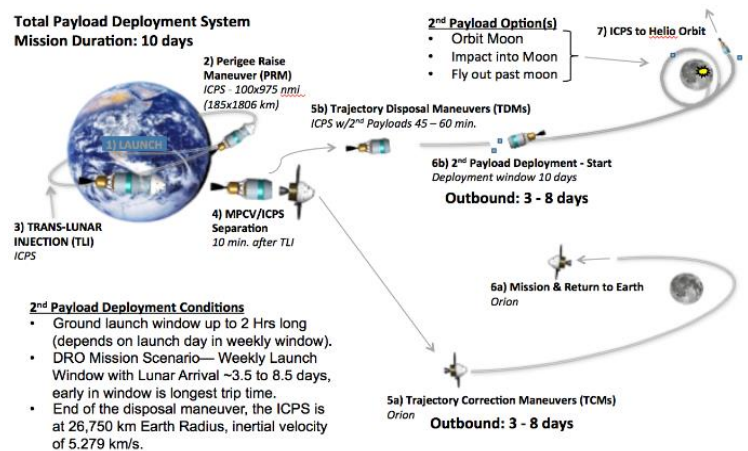 Total Payload Deployment System
Mission Duration: 10 days
2nd Payload Option(s)
• Orbit Moon
• Impact into Moon
• Fly out past moon
7) ICPS to Helio Orbit
2) Perigee Raise
Maneuver (PRM)
ICPS - 100x975 nmi
(185x1806 km)
1) LAUNCH
5b) Trajectory Disposal Maneuvers (TDMs)
ICPS w/2nd Payloads 45 – 60 min.
6b) 2nd Payload Deployment - Start
Deployment window 10 days
Outbound: 3 - 8 days
3) TRANS-LUNAR
INJECTION (TLI)
ICPS
4) MPCV/ICPS
Separation
10 min. after TLI
6a) Mission & Return to Earth
Orion
2nd Payload Deployment Conditions
• Ground launch window up to 2 Hrs long
(depends on launch day in weekly window).
• DRO Mission Scenario— Weekly Launch
Window with Lunar Arrival ~3.5 to 8.5 days,
early in window is longest trip time.
• End of the disposal maneuver, the ICPS is
at 26,750 km Earth Radius, inertial velocity
of 5.279 km/s.
5a) Trajectory Correction Maneuvers (TCMs)
Orion
Outbound: 3 - 8 days